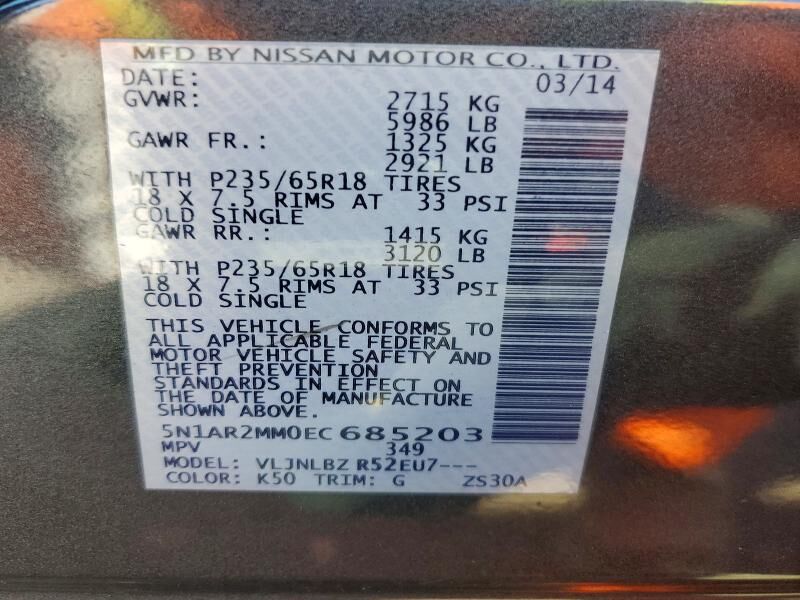 MFD BY NISSAN MOTOR CO., LTD.
DATE: 03/14
GVWR: 2715 KG
5986 LB
GAWR FR.: 1325 KG
2921 LB
WITH P235/65R18 TIRES
18 X 7.5 RIMS AT 33 PSI
COLD SINGLE
GAWR RR.: 1415 KG
3120 LB
WITH P235/65R18 TIRES
18 X 7.5 RIMS AT 33 PSI
COLD SINGLE
THIS VEHICLE CONFORMS TO
ALL APPLICABLE FEDERAL
MOTOR VEHICLE SAFETY AND
THEFT PREVENTION
STANDARDS IN EFFECT ON
THE DATE OF MANUFACTURE
SHOWN ABOVE.
5N1AR2MM0EC685203
MPV 349
MODEL: VLJNLBZ R52EU7---
COLOR: K50 TRIM: G ZS30A